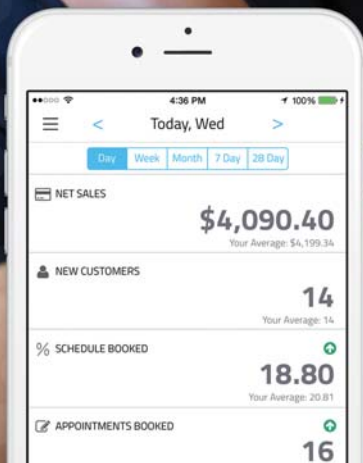 4:36 PM
100%
< Today, Wed >
Day Week Month 7 Day 28 Day
NET SALES
$4,090.40
Your Average: $4,199.34
NEW CUSTOMERS
14
Your Average: 14
% SCHEDULE BOOKED
18.80
Your Average: 20.81
APPOINTMENTS BOOKED
16